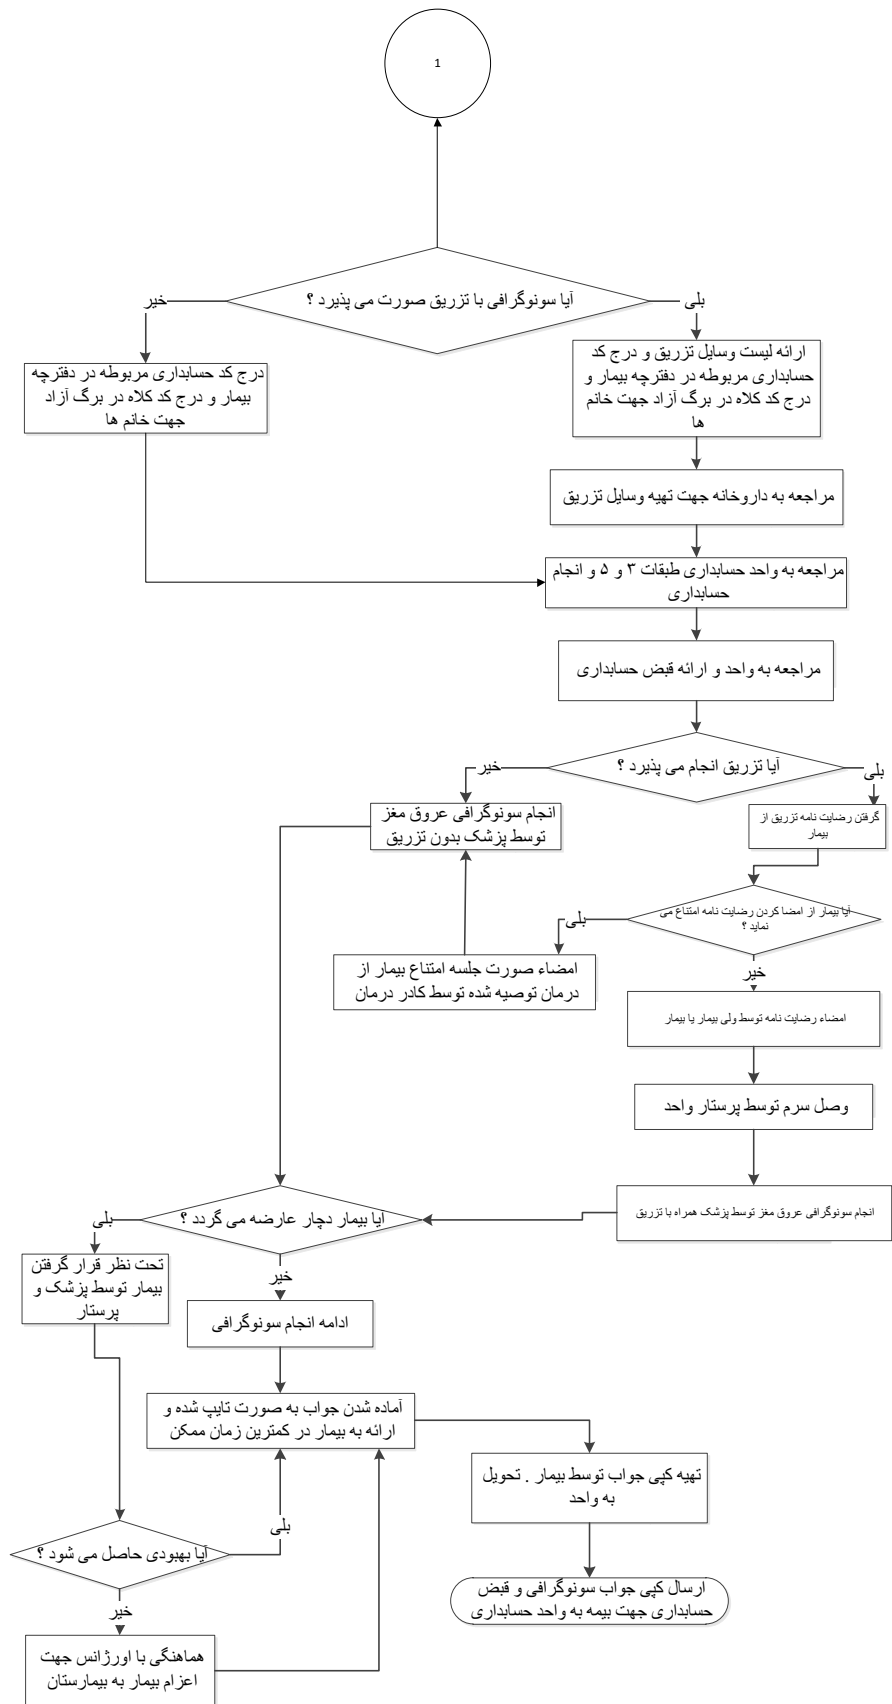 1
آیا سونوگرافی با تزریق صورت می پذیرد ؟
خیر
بلی
ارائه لیست وسایل تزریق و درج کد
حسابداری مربوطه در دفترچه بیمار و
درج کد کلاه در برگ آزاد جهت خانم
ها
درج کد حسابداری مربوطه در دفترچه
بیمار و درج کد کلاه در برگ آزاد
جهت خانم ها
مراجعه به داروخانه جهت تهیه وسایل تزریق
مراجعه به واحد حسابداری طبقات ۳ و ۵ و انجام
حسابداری
مراجعه به واحد و ارائه قبض حسابداری
آیا تزریق انجام می پذیرد ؟
خیر
بلی
انجام سونوگرافی عروق مغز
توسط پزشک بدون تزریق
گرفتن رضایت نامه تزریق از
بیمار
آیا بیمار از امضا کردن رضایت نامه امتناع می
نماید ؟
بلی
خیر
امضاء صورت جلسه امتناع بیمار از
درمان توصیه شده توسط کادر درمان
امضاء رضایت نامه توسط ولی بیمار یا بیمار
وصل سرم توسط پرستار واحد
انجام سونوگرافی عروق مغز توسط پزشک همراه با تزریق
آیا بیمار دچار عارضه می گردد ؟
بلی
خیر
تحت نظر قرار گرفتن
بیمار توسط پزشک و
پرستار
ادامه انجام سونوگرافی
آماده شدن جواب به صورت تایپ شده و
ارائه به بیمار در کمترین زمان ممکن
تهیه کپی جواب توسط بیمار . تحویل
به واحد
آیا بهبودی حاصل می شود ؟
بلی
خیر
ارسال کپی جواب سونوگرافی و قبض
حسابداری جهت بیمه به واحد حسابداری
هماهنگی با اورژانس جهت
اعزام بیمار به بیمارستان